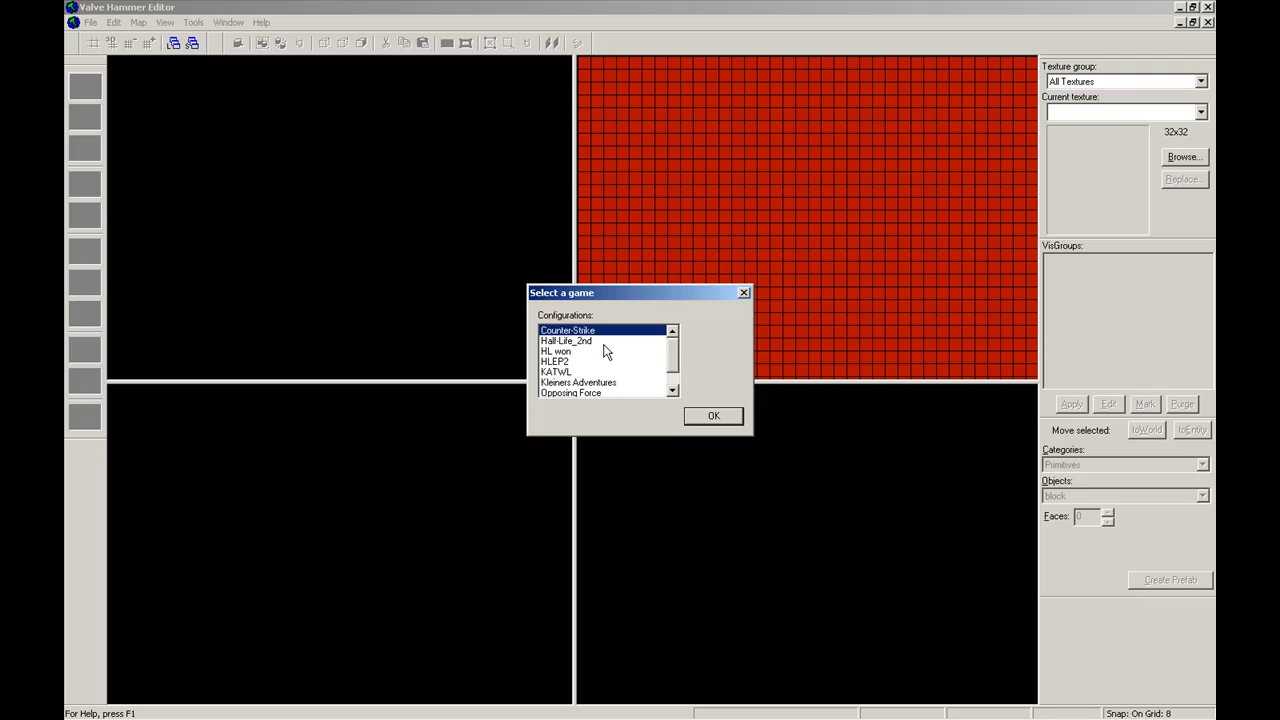 Valve Hammer Editor
File Edit Map View Tools Window Help
Texture group:
All Textures
Current texture:
32x32
Browse...
Replace...
VisGroups:
Select a game
Configurations:
Counter-Strike
Half-Life_2nd
HL won
HLEP2
KATWL
Kleiners Adventures
Opposing Force
OK
Apply Edit Mark Purge
Move selected: toWorld toEntity
Categories:
Primitives
Objects:
block
Faces: 0
Create Prefab
For Help, press F1
Snap: On Grid: 8